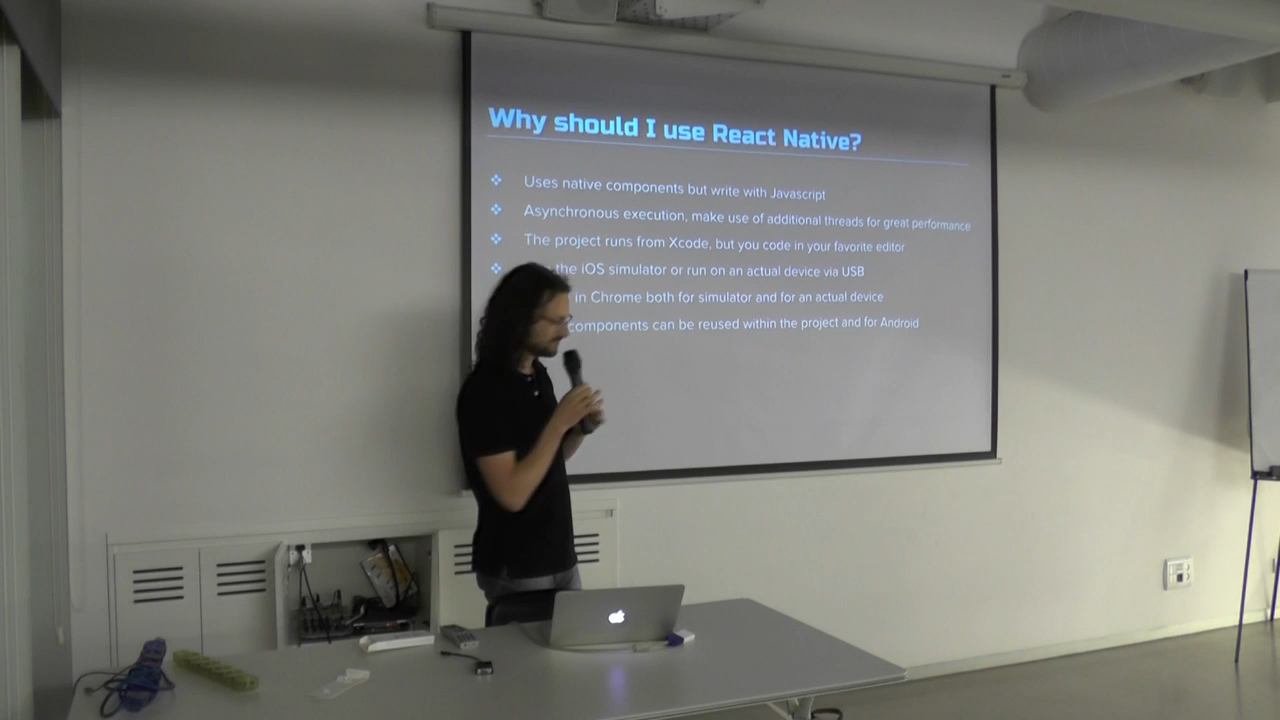 Why should I use React Native?
Uses native components but write with Javascript
Asynchronous execution, make use of additional threads for great performance
The project runs from Xcode, but you code in your favorite editor
the iOS simulator or run on an actual device via USB
in Chrome both for simulator and for an actual device
components can be reused within the project and for Android